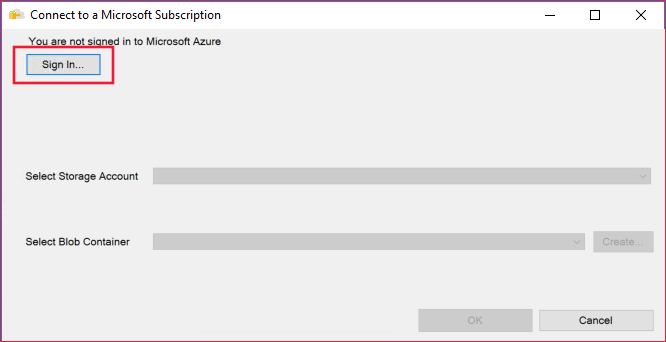 Connect to a Microsoft Subscription
You are not signed in to Microsoft Azure
Sign In...
Select Storage Account
Select Blob Container
Create...
OK
Cancel